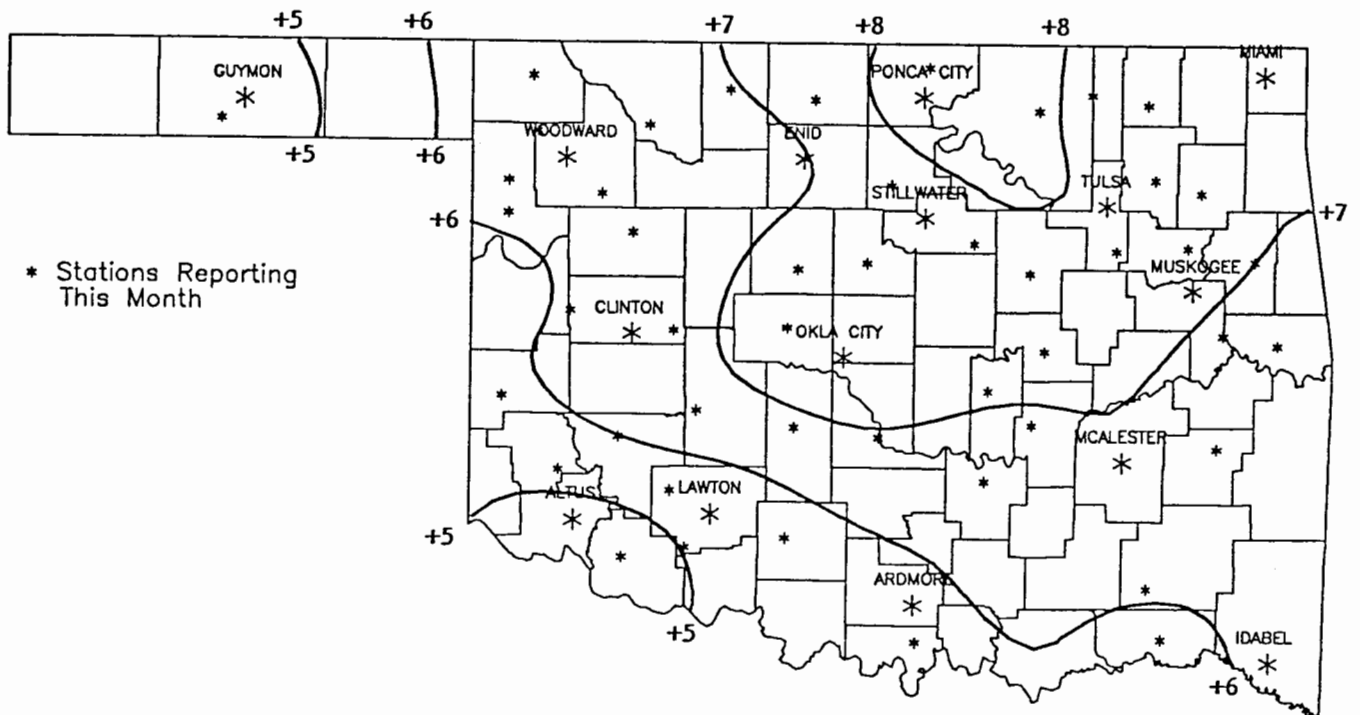 +5 +6 +7 +8 +8
GUYMON
PONCA CITY
MIAMI
+5 +6
WOODWARD
ENID
STILLWATER
TULSA
+6
+7
* Stations Reporting
This Month
MUSKOGEE
CLINTON
OKLA CITY
MCALESTER
ALTUS
LAWTON
+5
ARDMORE
+5
IDABEL
+6